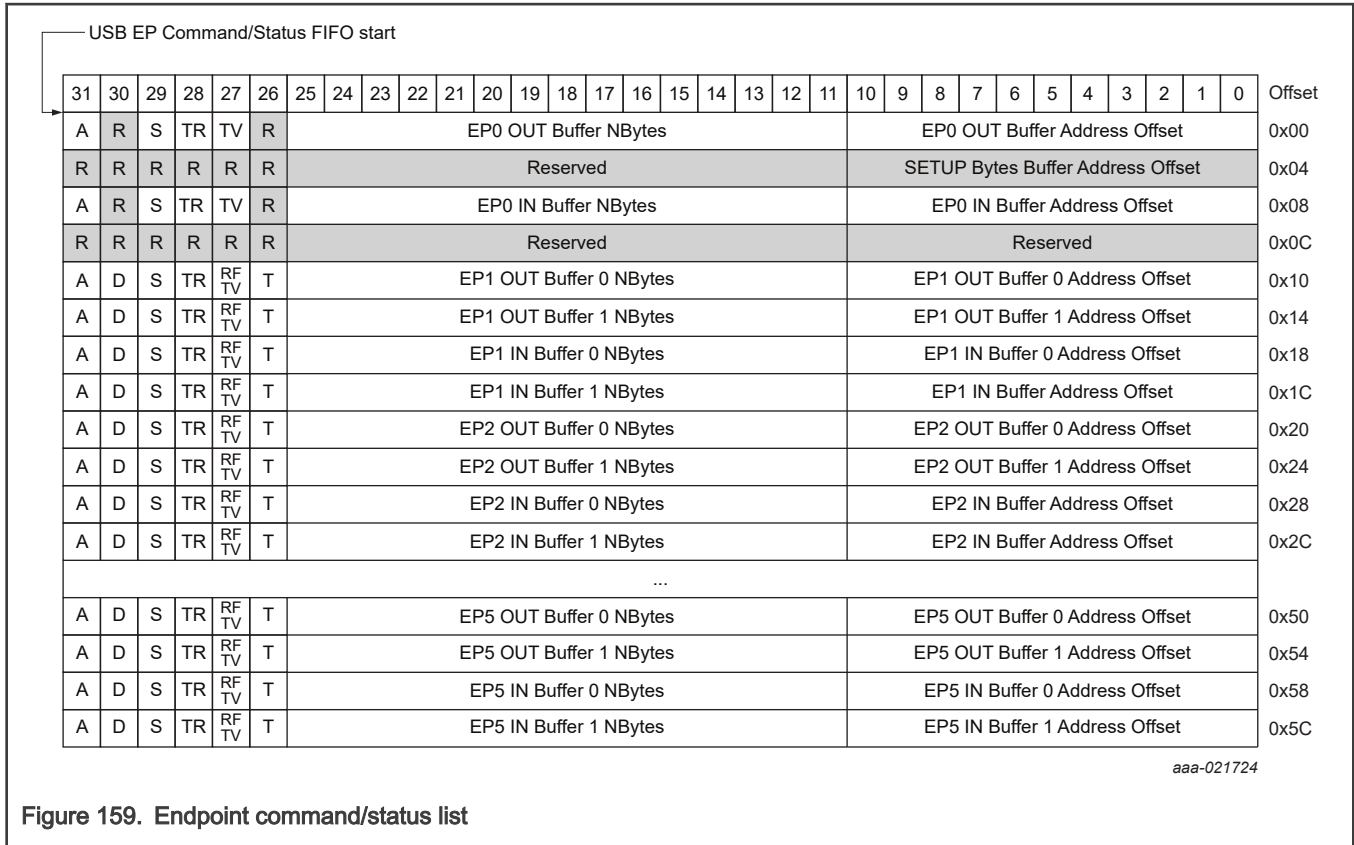 USB EP Command/Status FIFO start
31 30 29 28 27 26 25 24 23 22 21 20 19 18 17 16 15 14 13 12 11 10 9 8 7 6 5 4 3 2 1 0 Offset
A R S TR TV R EP0 OUT Buffer NBytes EP0 OUT Buffer Address Offset 0x00
R R R R R R Reserved SETUP Bytes Buffer Address Offset 0x04
A R S TR TV R EP0 IN Buffer NBytes EP0 IN Buffer Address Offset 0x08
R R R R R R Reserved Reserved 0x0C
A D S TR RF TV T EP1 OUT Buffer 0 NBytes EP1 OUT Buffer 0 Address Offset 0x10
A D S TR RF TV T EP1 OUT Buffer 1 NBytes EP1 OUT Buffer 1 Address Offset 0x14
A D S TR RF TV T EP1 IN Buffer 0 NBytes EP1 IN Buffer 0 Address Offset 0x18
A D S TR RF TV T EP1 IN Buffer 1 NBytes EP1 IN Buffer Address Offset 0x1C
A D S TR RF TV T EP2 OUT Buffer 0 NBytes EP2 OUT Buffer 0 Address Offset 0x20
A D S TR RF TV T EP2 OUT Buffer 1 NBytes EP2 OUT Buffer 1 Address Offset 0x24
A D S TR RF TV T EP2 IN Buffer 0 NBytes EP2 IN Buffer Address Offset 0x28
A D S TR RF TV T EP2 IN Buffer 1 NBytes EP2 IN Buffer Address Offset 0x2C
...
A D S TR RF TV T EP5 OUT Buffer 0 NBytes EP5 OUT Buffer 0 Address Offset 0x50
A D S TR RF TV T EP5 OUT Buffer 1 NBytes EP5 OUT Buffer 1 Address Offset 0x54
A D S TR RF TV T EP5 IN Buffer 0 NBytes EP5 IN Buffer 0 Address Offset 0x58
A D S TR RF TV T EP5 IN Buffer 1 NBytes EP5 IN Buffer 1 Address Offset 0x5C
aaa-021724
Figure 159. Endpoint command/status list